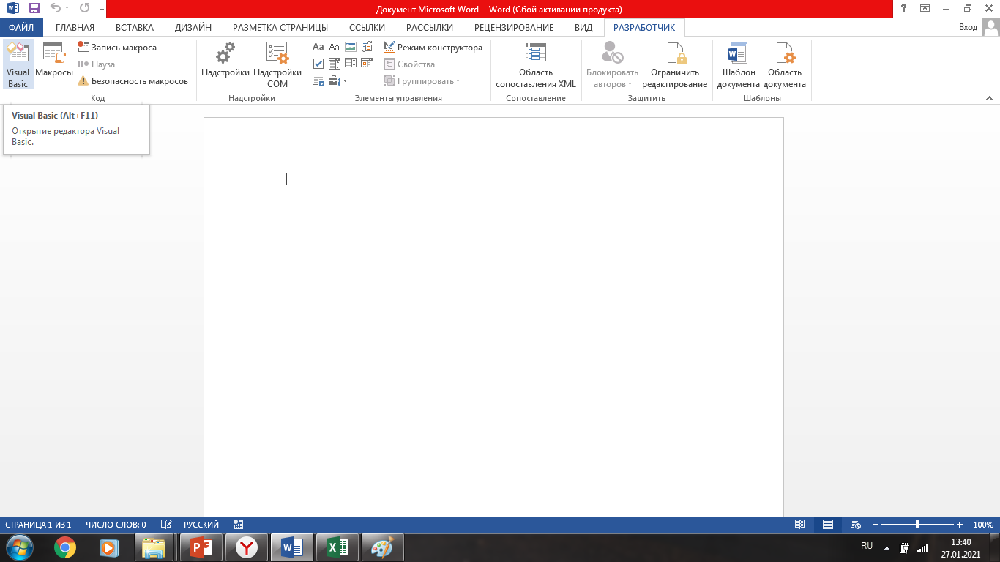 Документ Microsoft Word - Word (Сбой активации продукта)
ФАЙЛ ГЛАВНАЯ ВСТАВКА ДИЗАЙН РАЗМЕТКА СТРАНИЦЫ ССЫЛКИ РАССЫЛКИ РЕЦЕНЗИРОВАНИЕ ВИД РАЗРАБОТЧИК Вход
Visual
Basic
Макросы
Запись макроса
Пауза
Безопасность макросов
Код
Надстройки
Надстройки
COM
Надстройки
Aa Aa
Режим конструктора
Свойства
Группировать
Элементы управления
Область
сопоставления XML
Сопоставление
Блокировать
авторов
Ограничить
редактирование
Защитить
Шаблон
документа
Область
документа
Шаблоны
Visual Basic (Alt+F11)
Открытие редактора Visual
Basic.
СТРАНИЦА 1 ИЗ 1 ЧИСЛО СЛОВ: 0 РУССКИЙ 100%
RU
13:40
27.01.2021